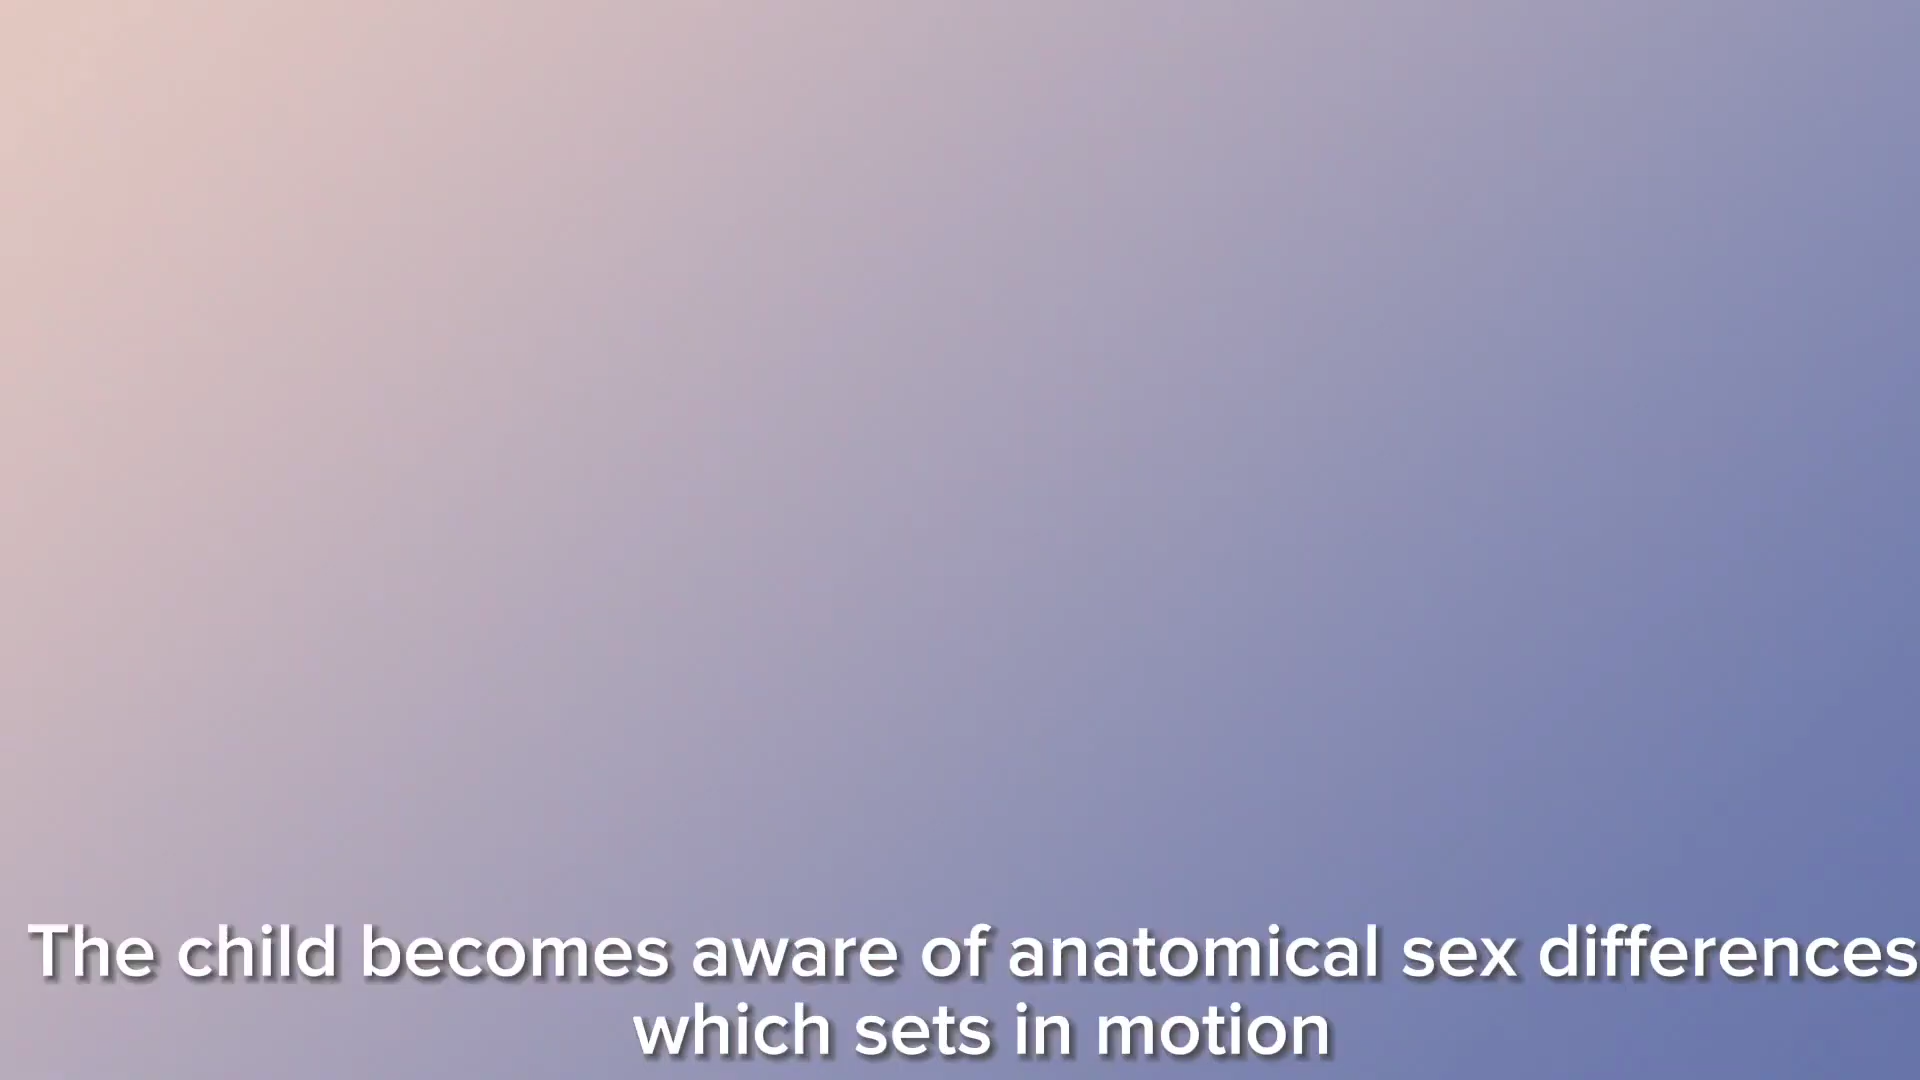 The child becomes aware of anatomical sex differences
which sets in motion